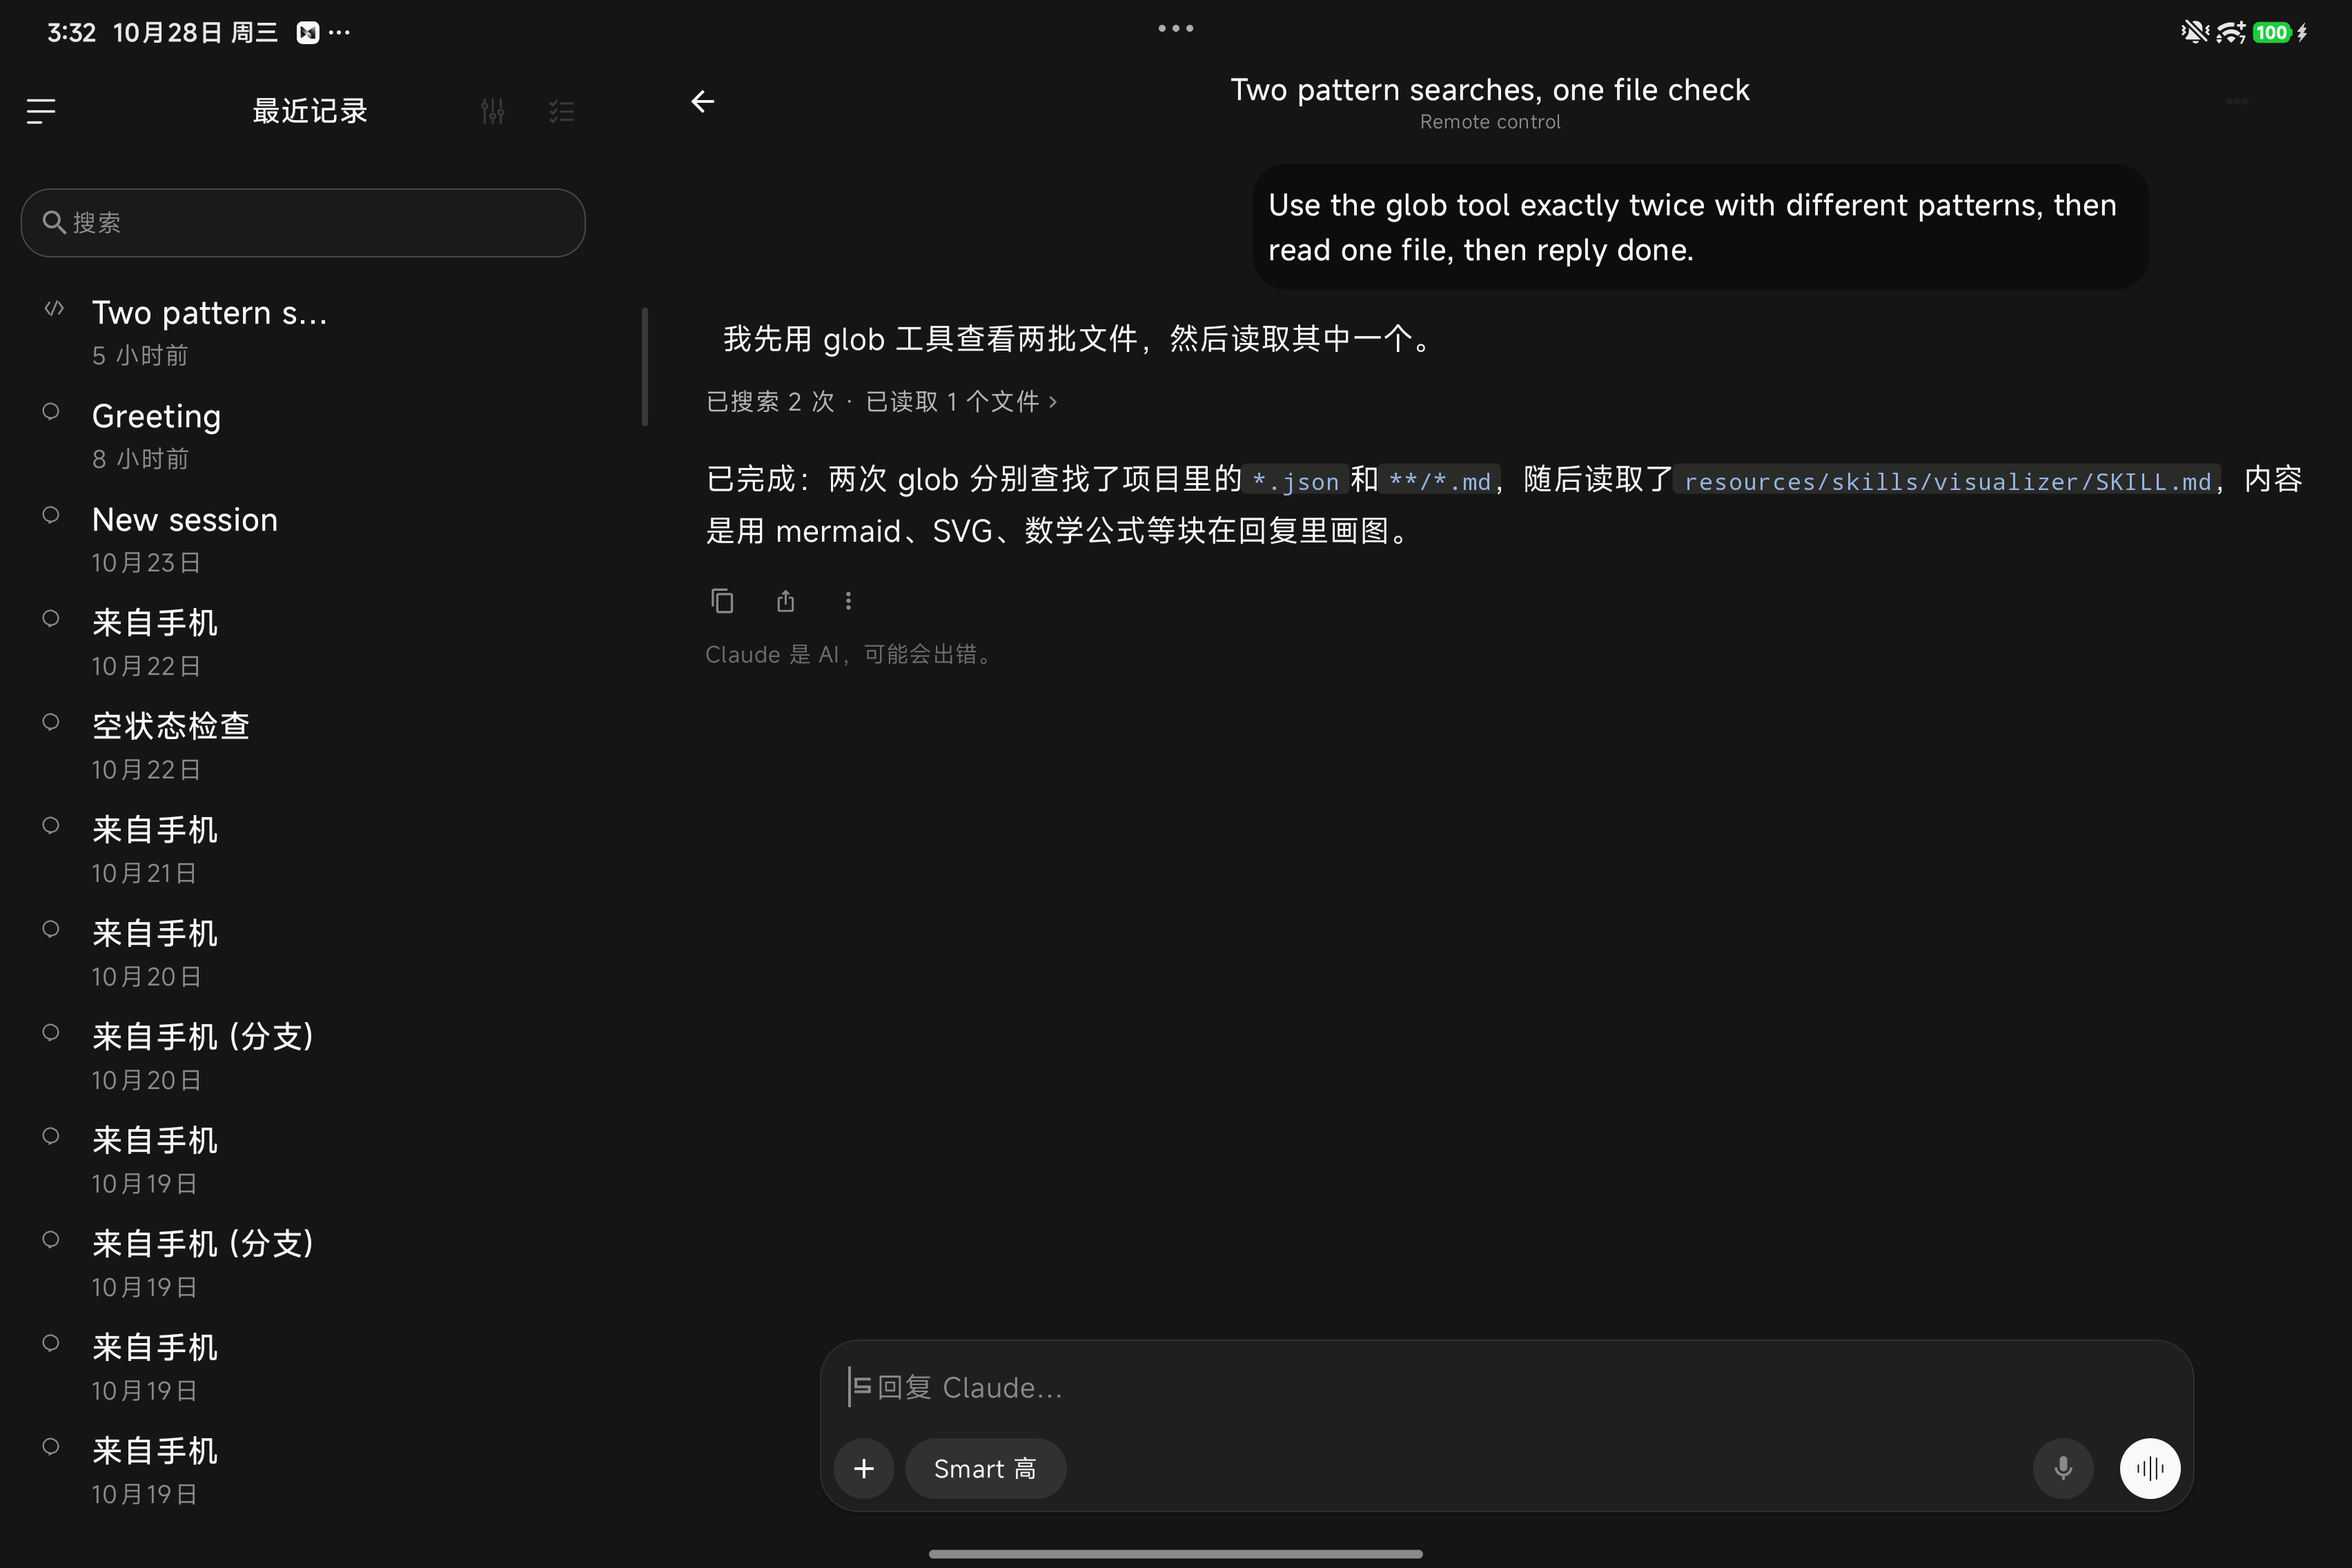 3:32 10月28日 周三
100
最近记录
搜索
Two pattern s...
5 小时前
Greeting
8 小时前
New session
10月23日
来自手机
10月22日
空状态检查
10月22日
来自手机
10月21日
来自手机
10月20日
来自手机 (分支)
10月20日
来自手机
10月19日
来自手机 (分支)
10月19日
来自手机
10月19日
来自手机
10月19日
Two pattern searches, one file check
Remote control
Use the glob tool exactly twice with different patterns, then
read one file, then reply done.
我先用 glob 工具查看两批文件，然后读取其中一个。
已搜索 2 次 · 已读取 1 个文件 >
已完成：两次 glob 分别查找了项目里的 *.json 和 **/*.md，随后读取了 resources/skills/visualizer/SKILL.md，内容
是用 mermaid、SVG、数学公式等块在回复里画图。
Claude 是 AI，可能会出错。
回复 Claude...
Smart 高